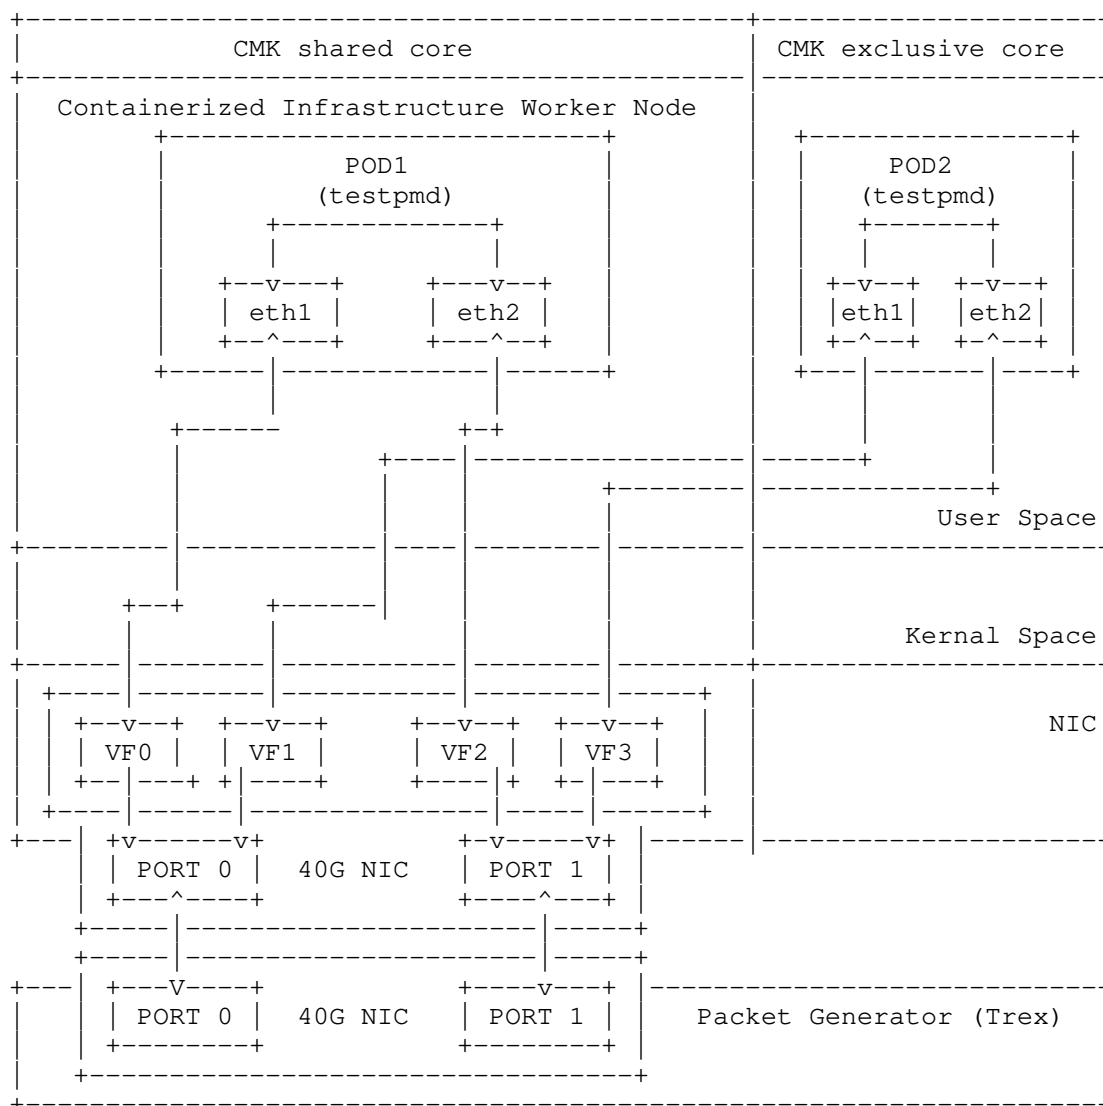 CMK shared core CMK exclusive core
Containerized Infrastructure Worker Node
POD1 POD2
(testpmd) (testpmd)
eth1 eth2 eth1 eth2
User Space
Kernal Space
NIC
VF0 VF1 VF2 VF3
PORT 0 40G NIC PORT 1
PORT 0 40G NIC PORT 1 Packet Generator (Trex)